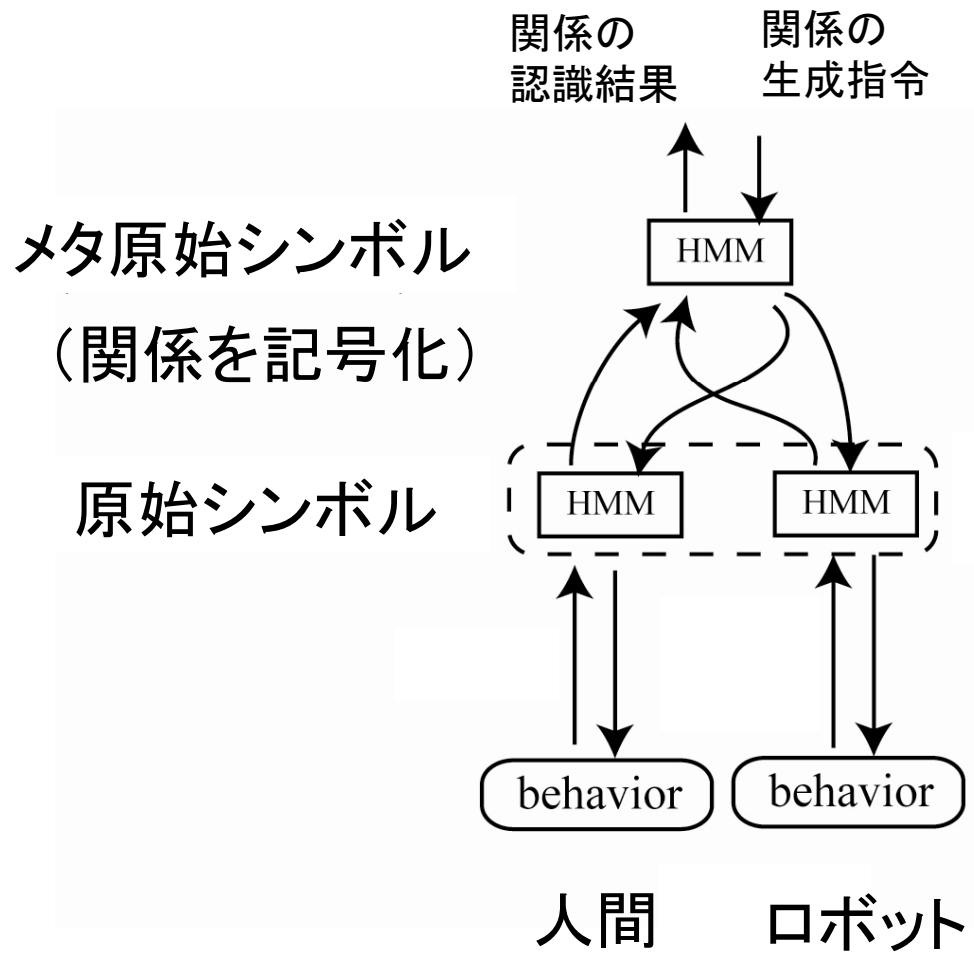 関係の
認識結果
関係の
生成指令
メタ原始シンボル
HMM
（関係を記号化）
原始シンボル
HMM
HMM
behavior
behavior
人間
ロボット